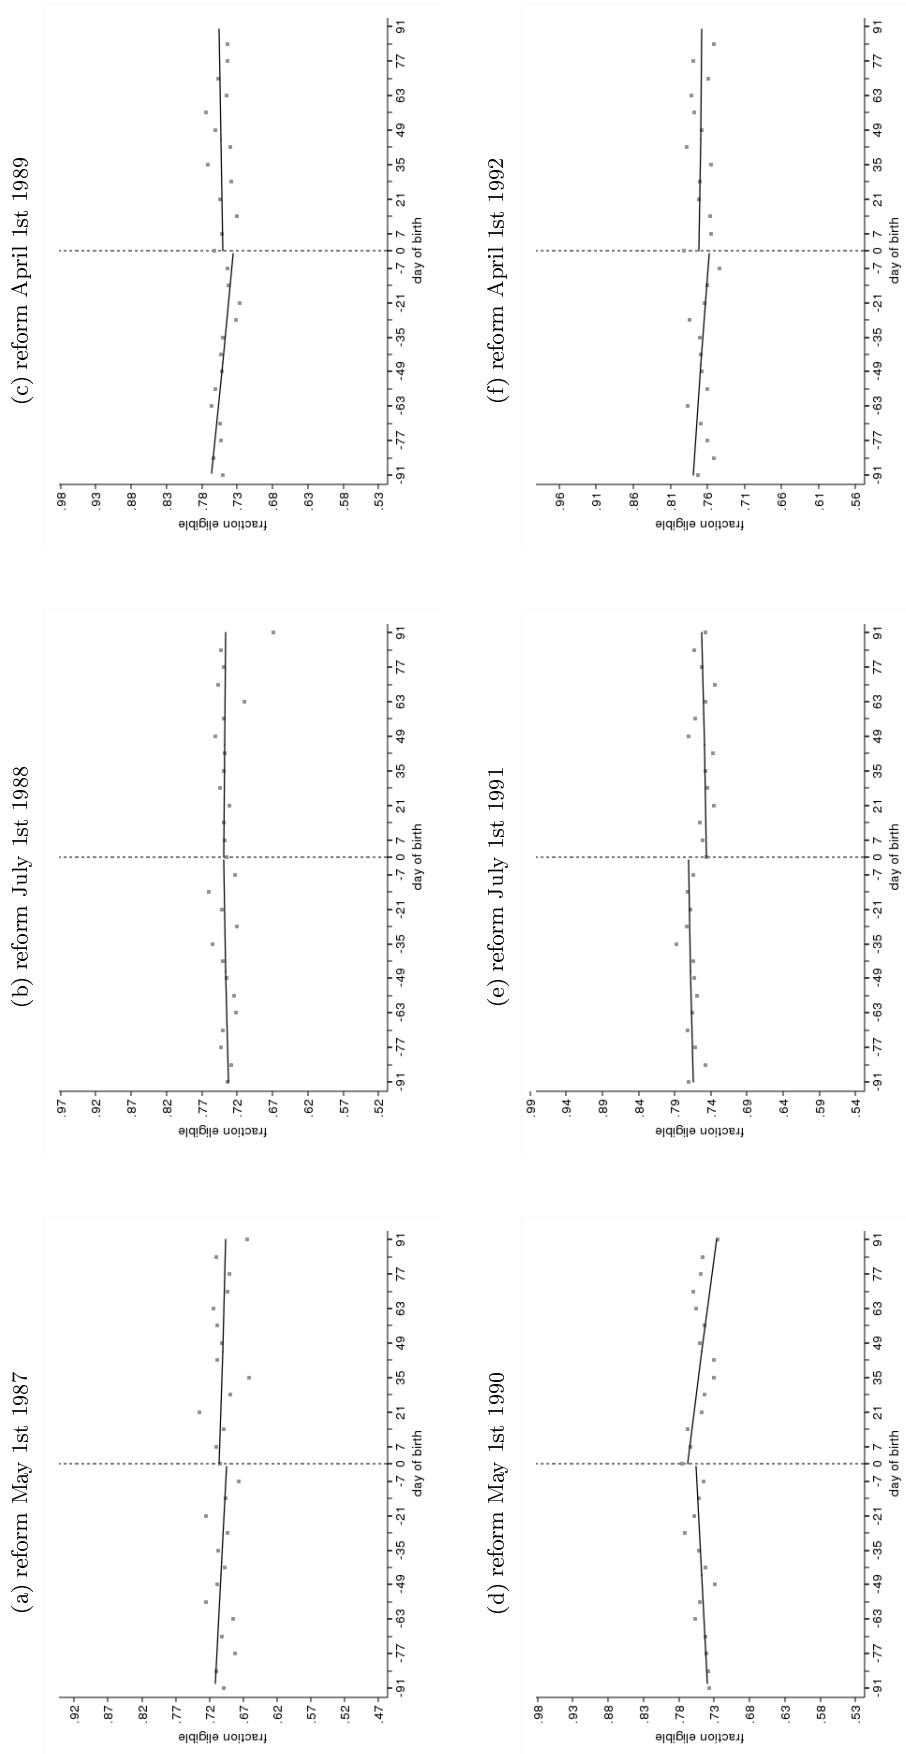 (a) reform May 1st 1987
fraction eligible
.92
.87
.82
.77
.72
.67
.62
.57
.52
.47
-91 -77 -63 -49 -35 -21 -7 0 7 21 35 49 63 77 91
day of birth
(b) reform July 1st 1988
fraction eligible
.97
.92
.87
.82
.77
.72
.67
.62
.57
.52
-91 -77 -63 -49 -35 -21 -7 0 7 21 35 49 63 77 91
day of birth
(c) reform April 1st 1989
fraction eligible
.98
.93
.88
.83
.78
.73
.68
.63
.58
.53
-91 -77 -63 -49 -35 -21 -7 0 7 21 35 49 63 77 91
day of birth
(d) reform May 1st 1990
fraction eligible
.98
.93
.88
.83
.78
.73
.68
.63
.58
.53
-91 -77 -63 -49 -35 -21 -7 0 7 21 35 49 63 77 91
day of birth
(e) reform July 1st 1991
fraction eligible
.99
.94
.89
.84
.79
.74
.69
.64
.59
.54
-91 -77 -63 -49 -35 -21 -7 0 7 21 35 49 63 77 91
day of birth
(f) reform April 1st 1992
fraction eligible
.96
.91
.86
.81
.76
.71
.66
.61
.56
-91 -77 -63 -49 -35 -21 -7 0 7 21 35 49 63 77 91
day of birth